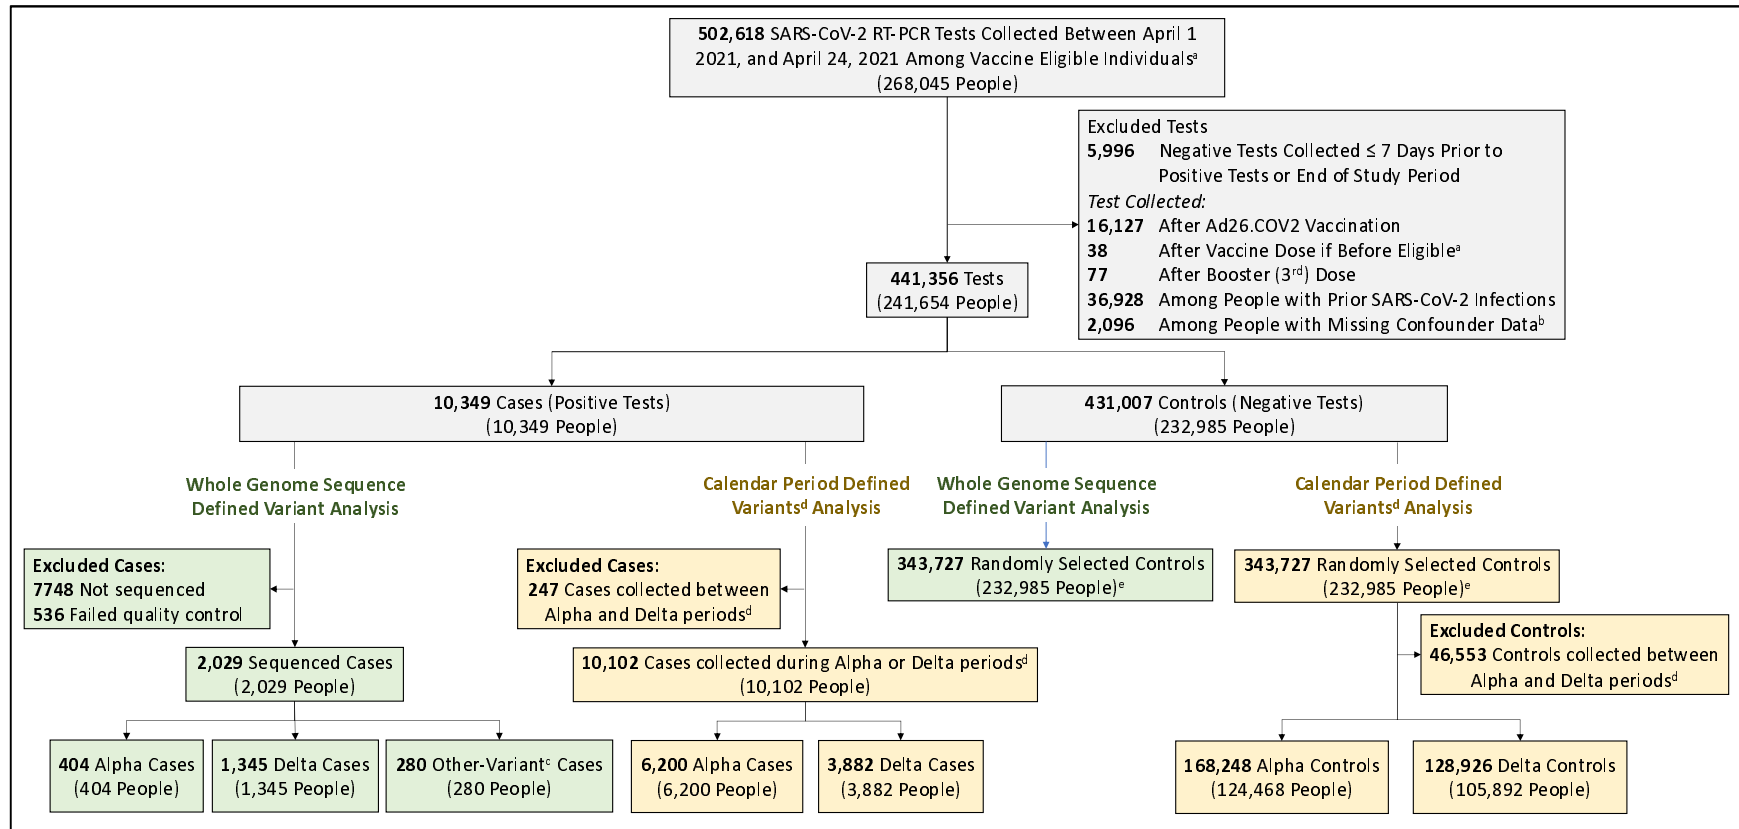 502,618 SARS-CoV-2 RT-PCR Tests Collected Between April 1
2021, and April 24, 2021 Among Vaccine Eligible Individualsᵃ
(268,045 People)
Excluded Tests
5,996 Negative Tests Collected ≤ 7 Days Prior to
Positive Tests or End of Study Period
Test Collected:
16,127 After Ad26.COV2 Vaccination
38 After Vaccine Dose if Before Eligibleᵃ
77 After Booster (3ʳᵈ) Dose
36,928 Among People with Prior SARS-CoV-2 Infections
2,096 Among People with Missing Confounder Dataᵇ
441,356 Tests
(241,654 People)
10,349 Cases (Positive Tests)
(10,349 People)
431,007 Controls (Negative Tests)
(232,985 People)
Whole Genome Sequence
Defined Variant Analysis
Calendar Period Defined
Variantsᵈ Analysis
Whole Genome Sequence
Defined Variant Analysis
Calendar Period Defined
Variantsᵈ Analysis
Excluded Cases:
7748 Not sequenced
536 Failed quality control
Excluded Cases:
247 Cases collected between
Alpha and Delta periodsᵈ
343,727 Randomly Selected Controls
(232,985 People)ᵉ
343,727 Randomly Selected Controls
(232,985 People)ᵉ
Excluded Controls:
46,553 Controls collected between
Alpha and Delta periodsᵈ
2,029 Sequenced Cases
(2,029 People)
10,102 Cases collected during Alpha or Delta periodsᵈ
(10,102 People)
404 Alpha Cases
(404 People)
1,345 Delta Cases
(1,345 People)
280 Other-Variantᶜ Cases
(280 People)
6,200 Alpha Cases
(6,200 People)
3,882 Delta Cases
(3,882 People)
168,248 Alpha Controls
(124,468 People)
128,926 Delta Controls
(105,892 People)